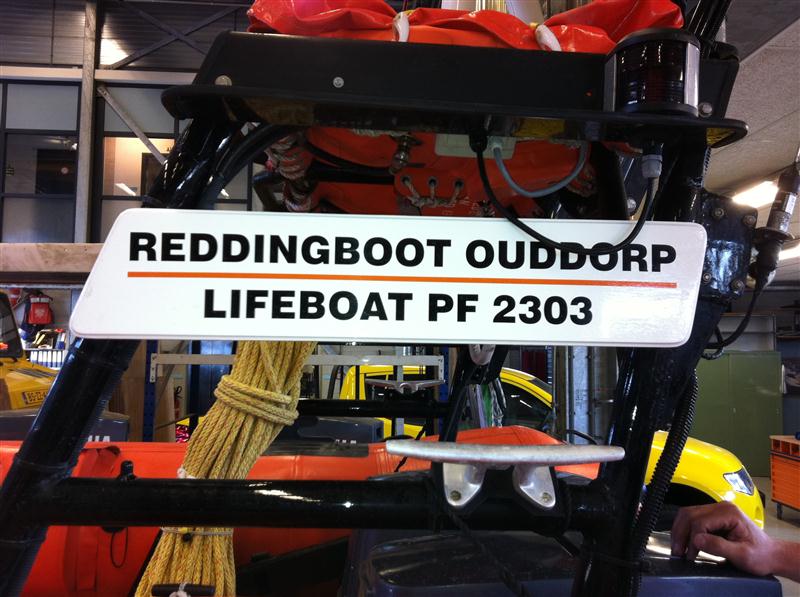 REDDINGBOOT OUDDORP
LIFEBOAT PF 2303